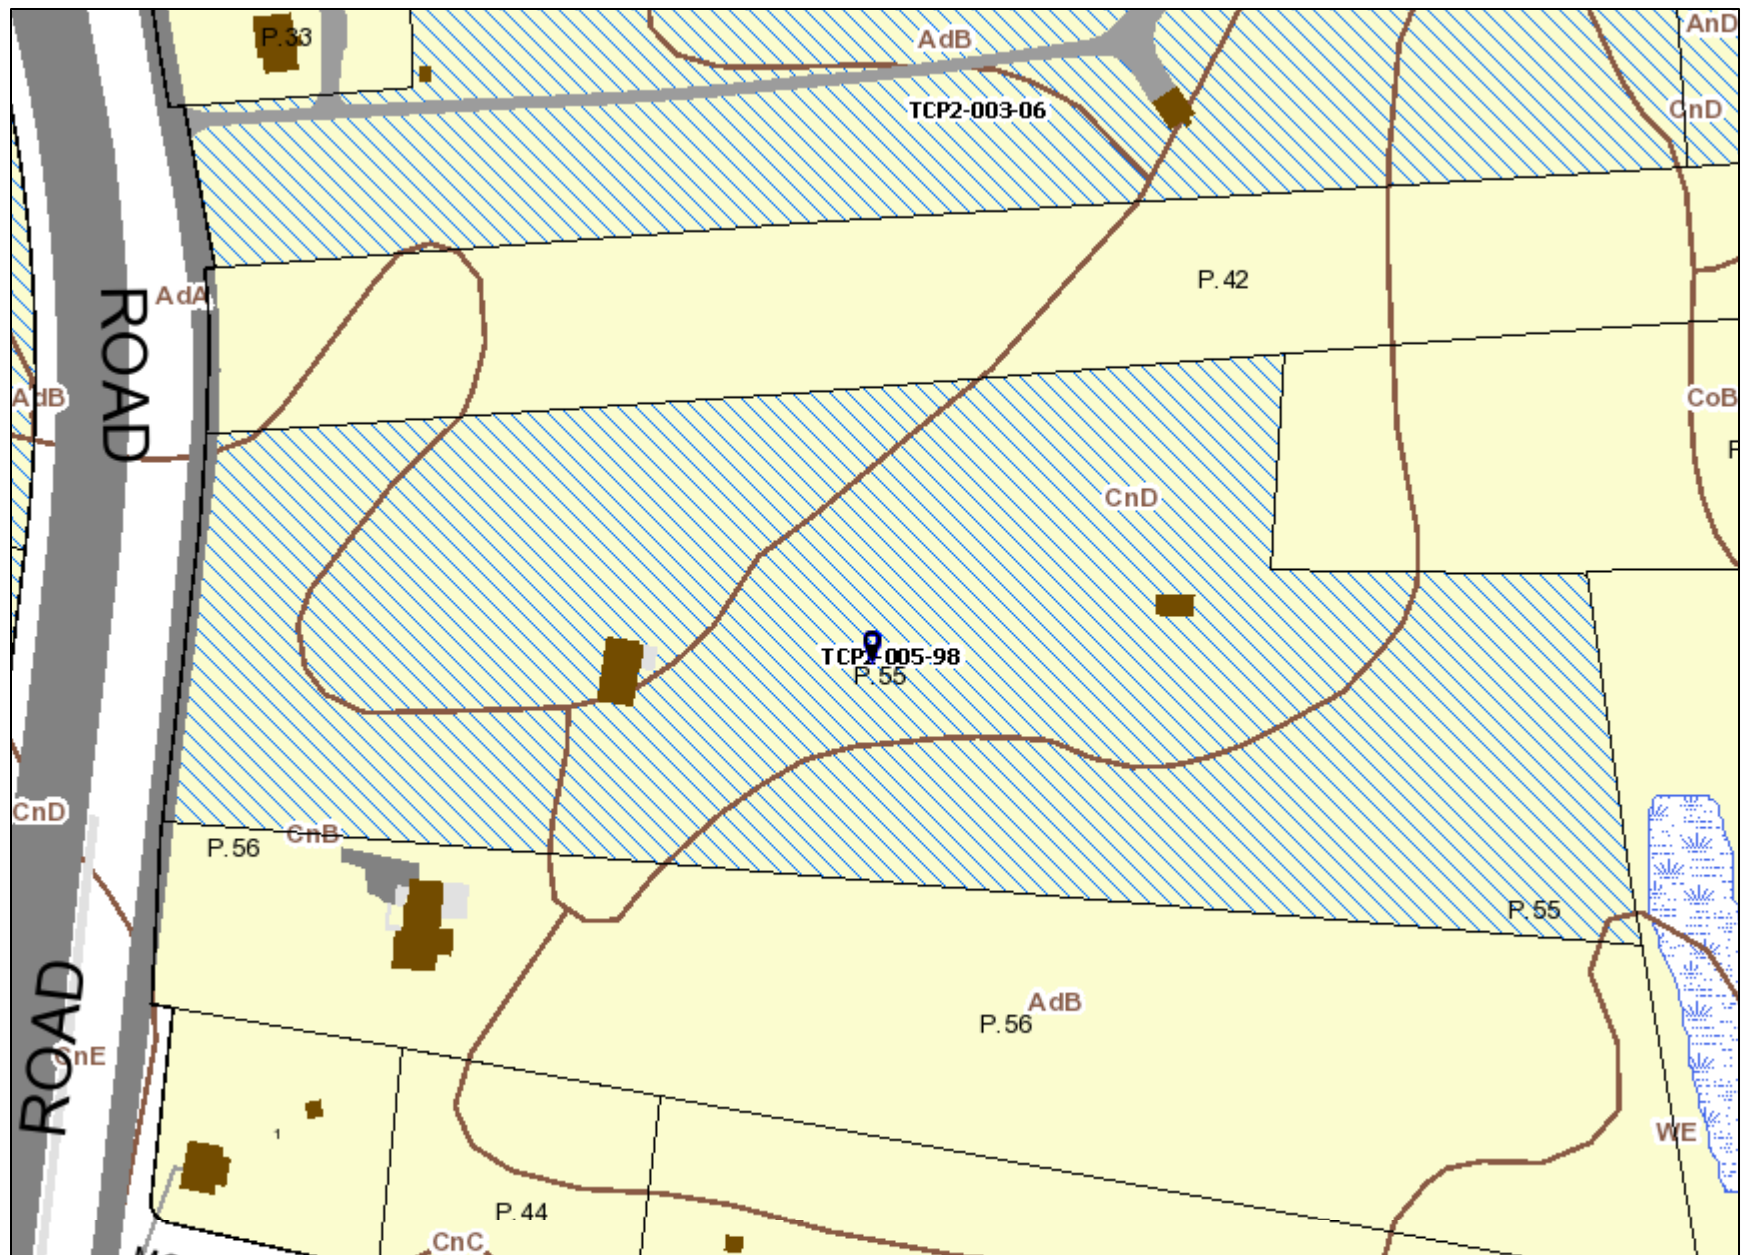 P.33
AdB
AnD
TCP2-003-06
CnD
P.42
AdA
ROAD
AdB
CoB
CnD
TCP2-005-98
P.55
CnD
CnB
P.56
P.55
AdB
P.56
ROAD
CnE
1
WE
P.44
CnC